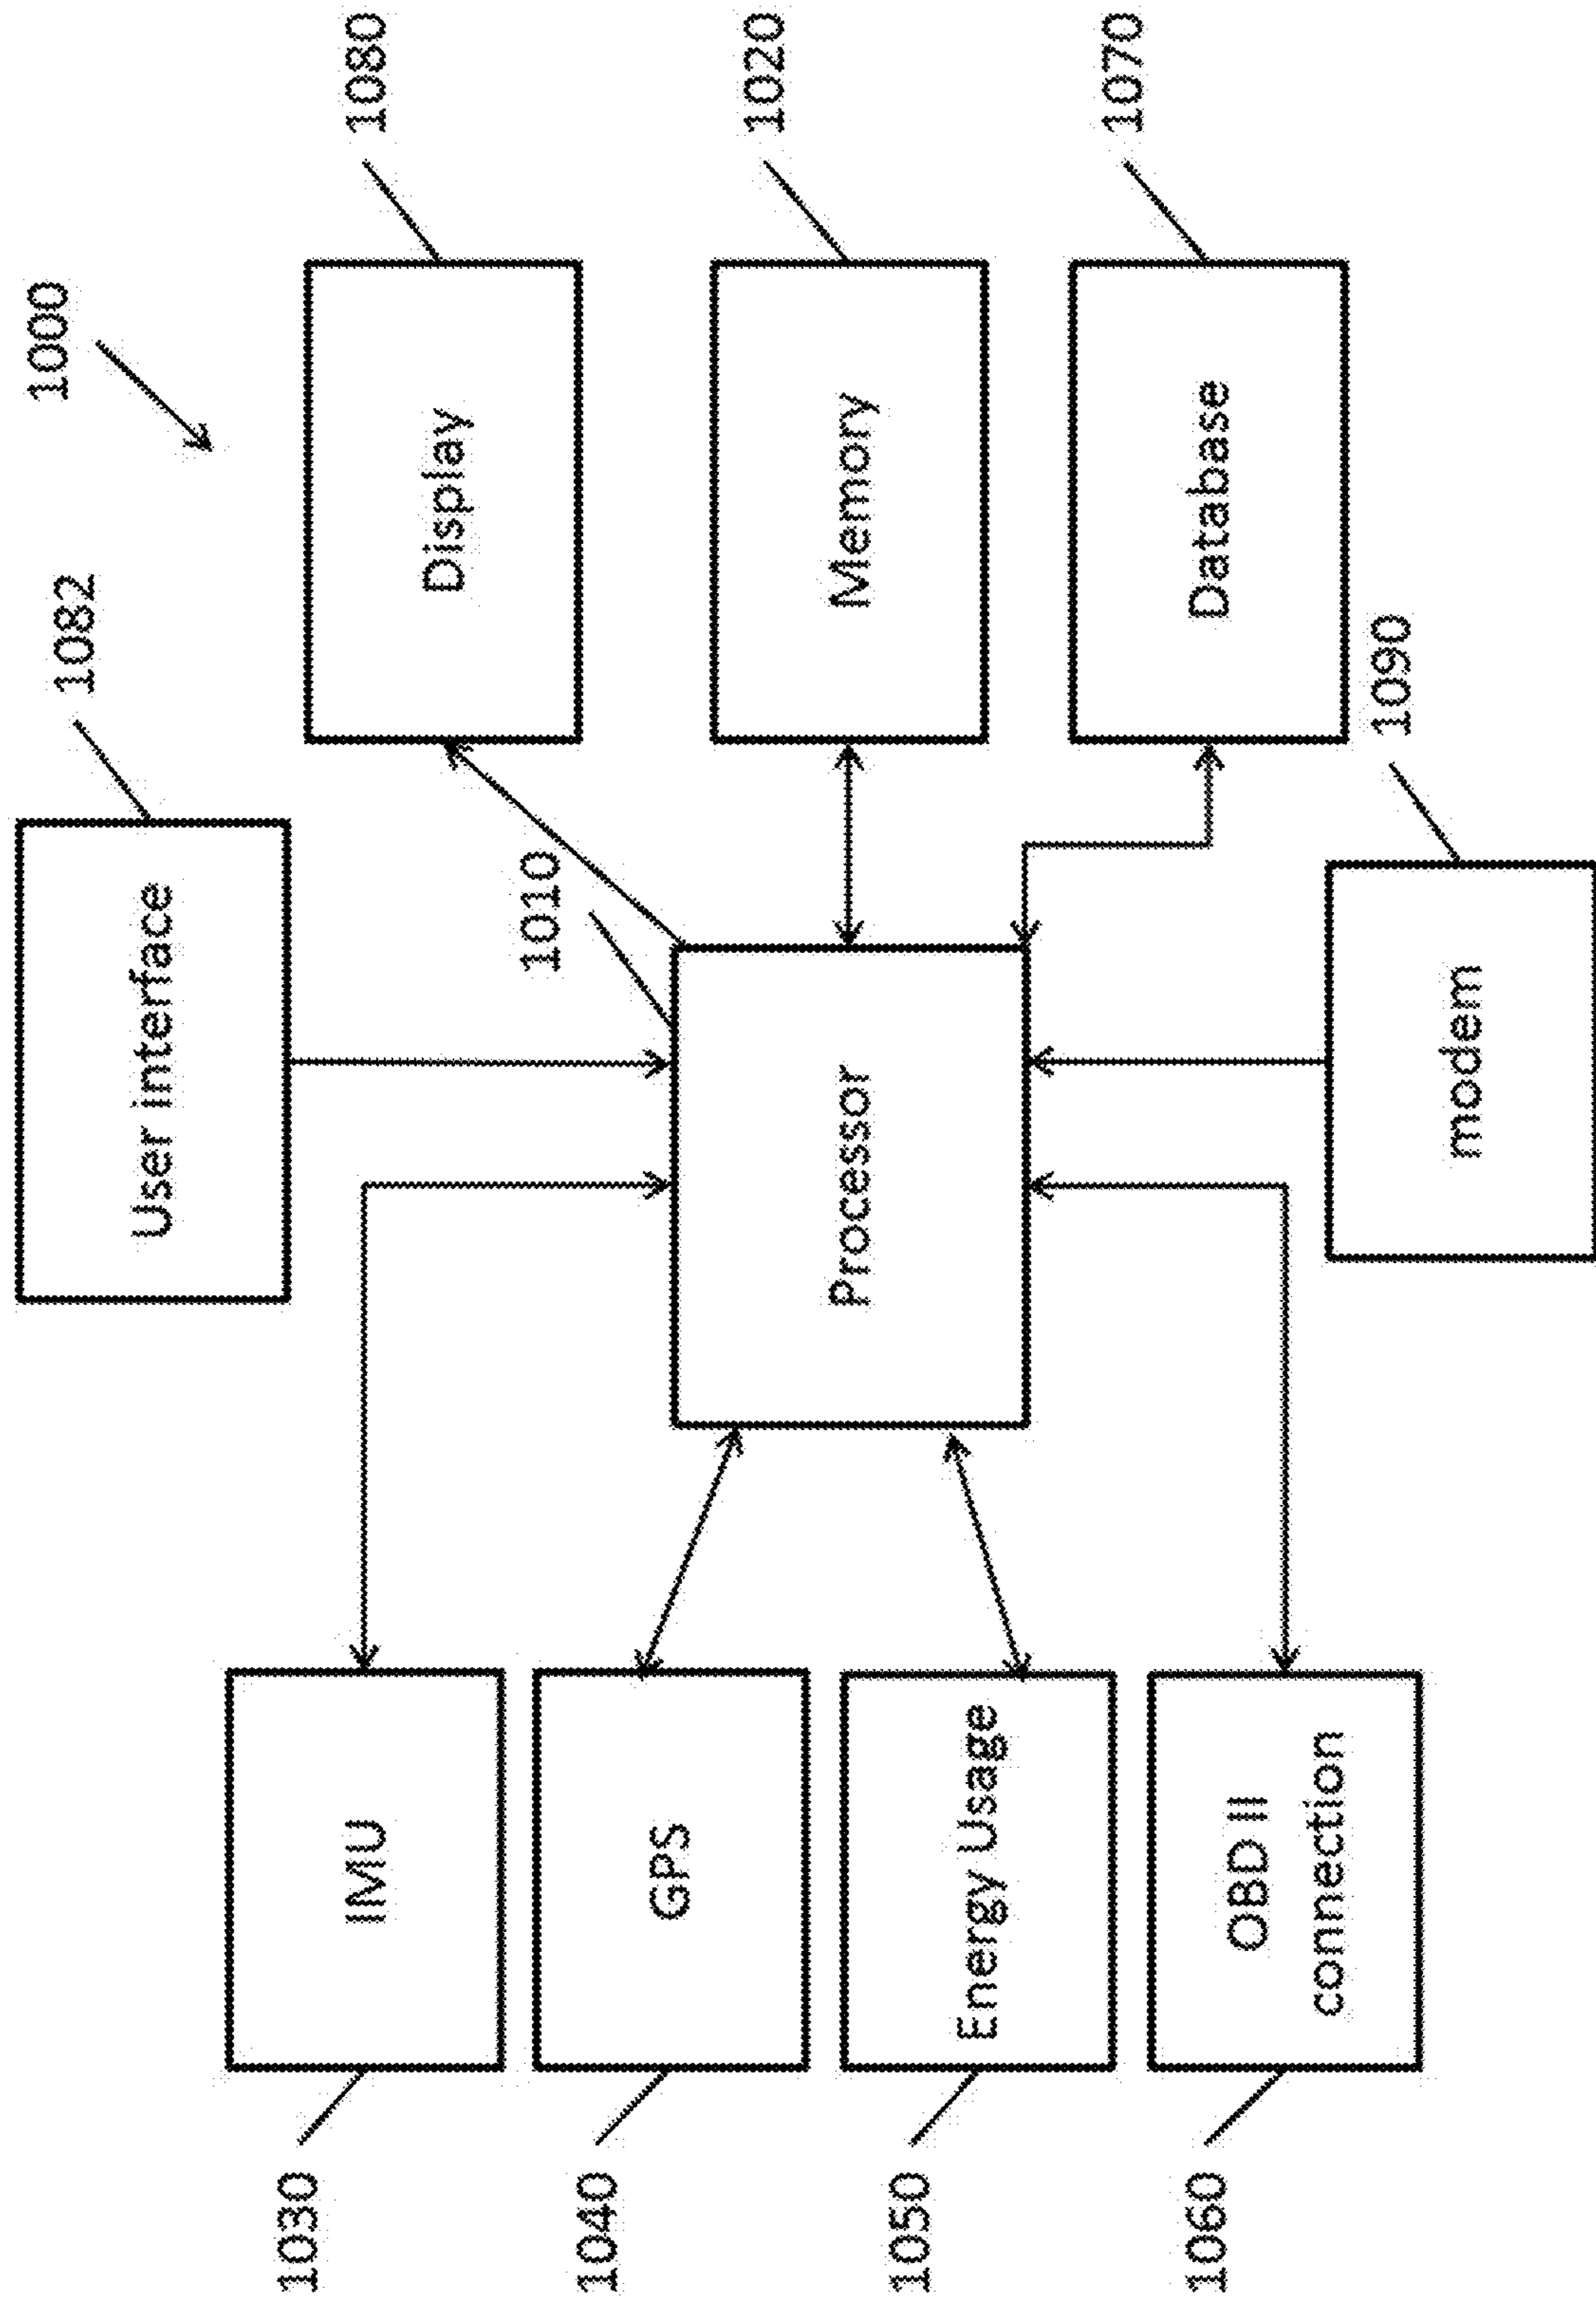 1000
1082
User interface
1030
IMU
1080
Display
1010
1040
GPS
Processor
1020
Memory
1050
Energy Usage
1070
Database
1060
OBD II
connection
1090
modem